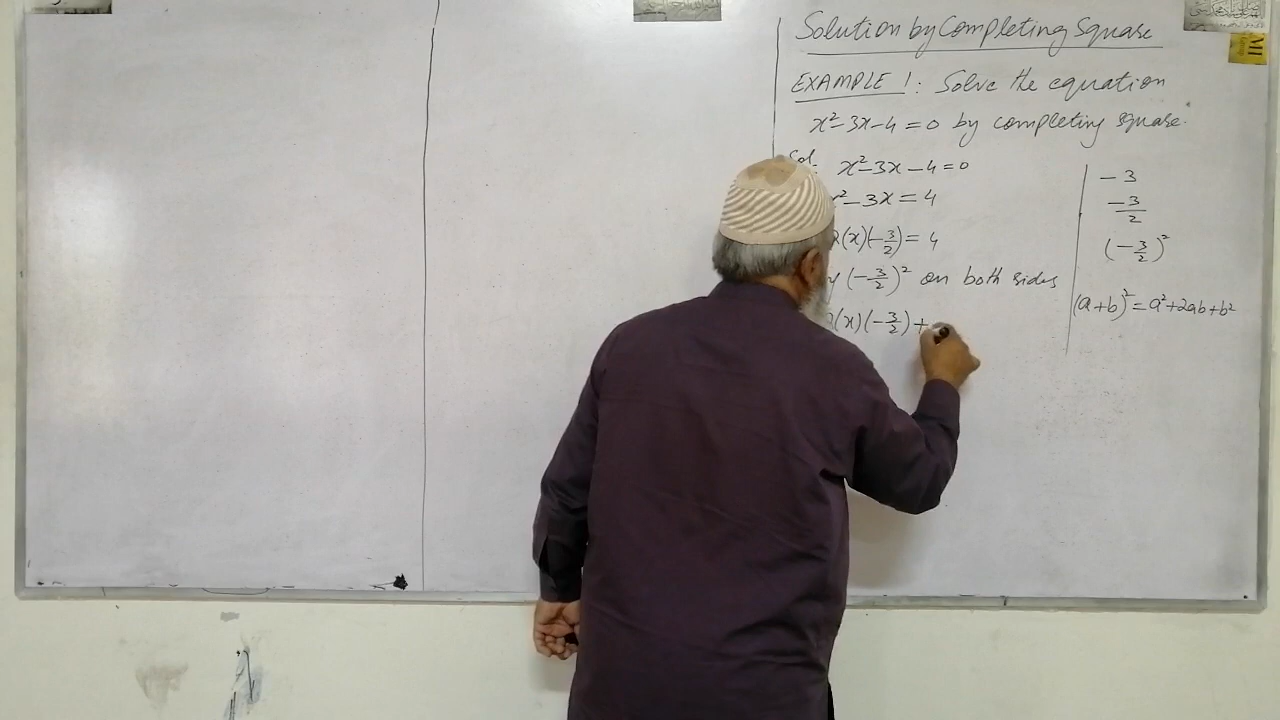 Solution by Completing Square
EXAMPLE 1: Solve the equation
x²-3x-4=0 by completing square.
Sol. x²-3x-4=0
²-3x=4
2(x)(-3/2)=4
(-3/2)² on both sides
2(x)(-3/2)+
-3
-3/2
(-3/2)²
(a+b)²=a²+2ab+b²